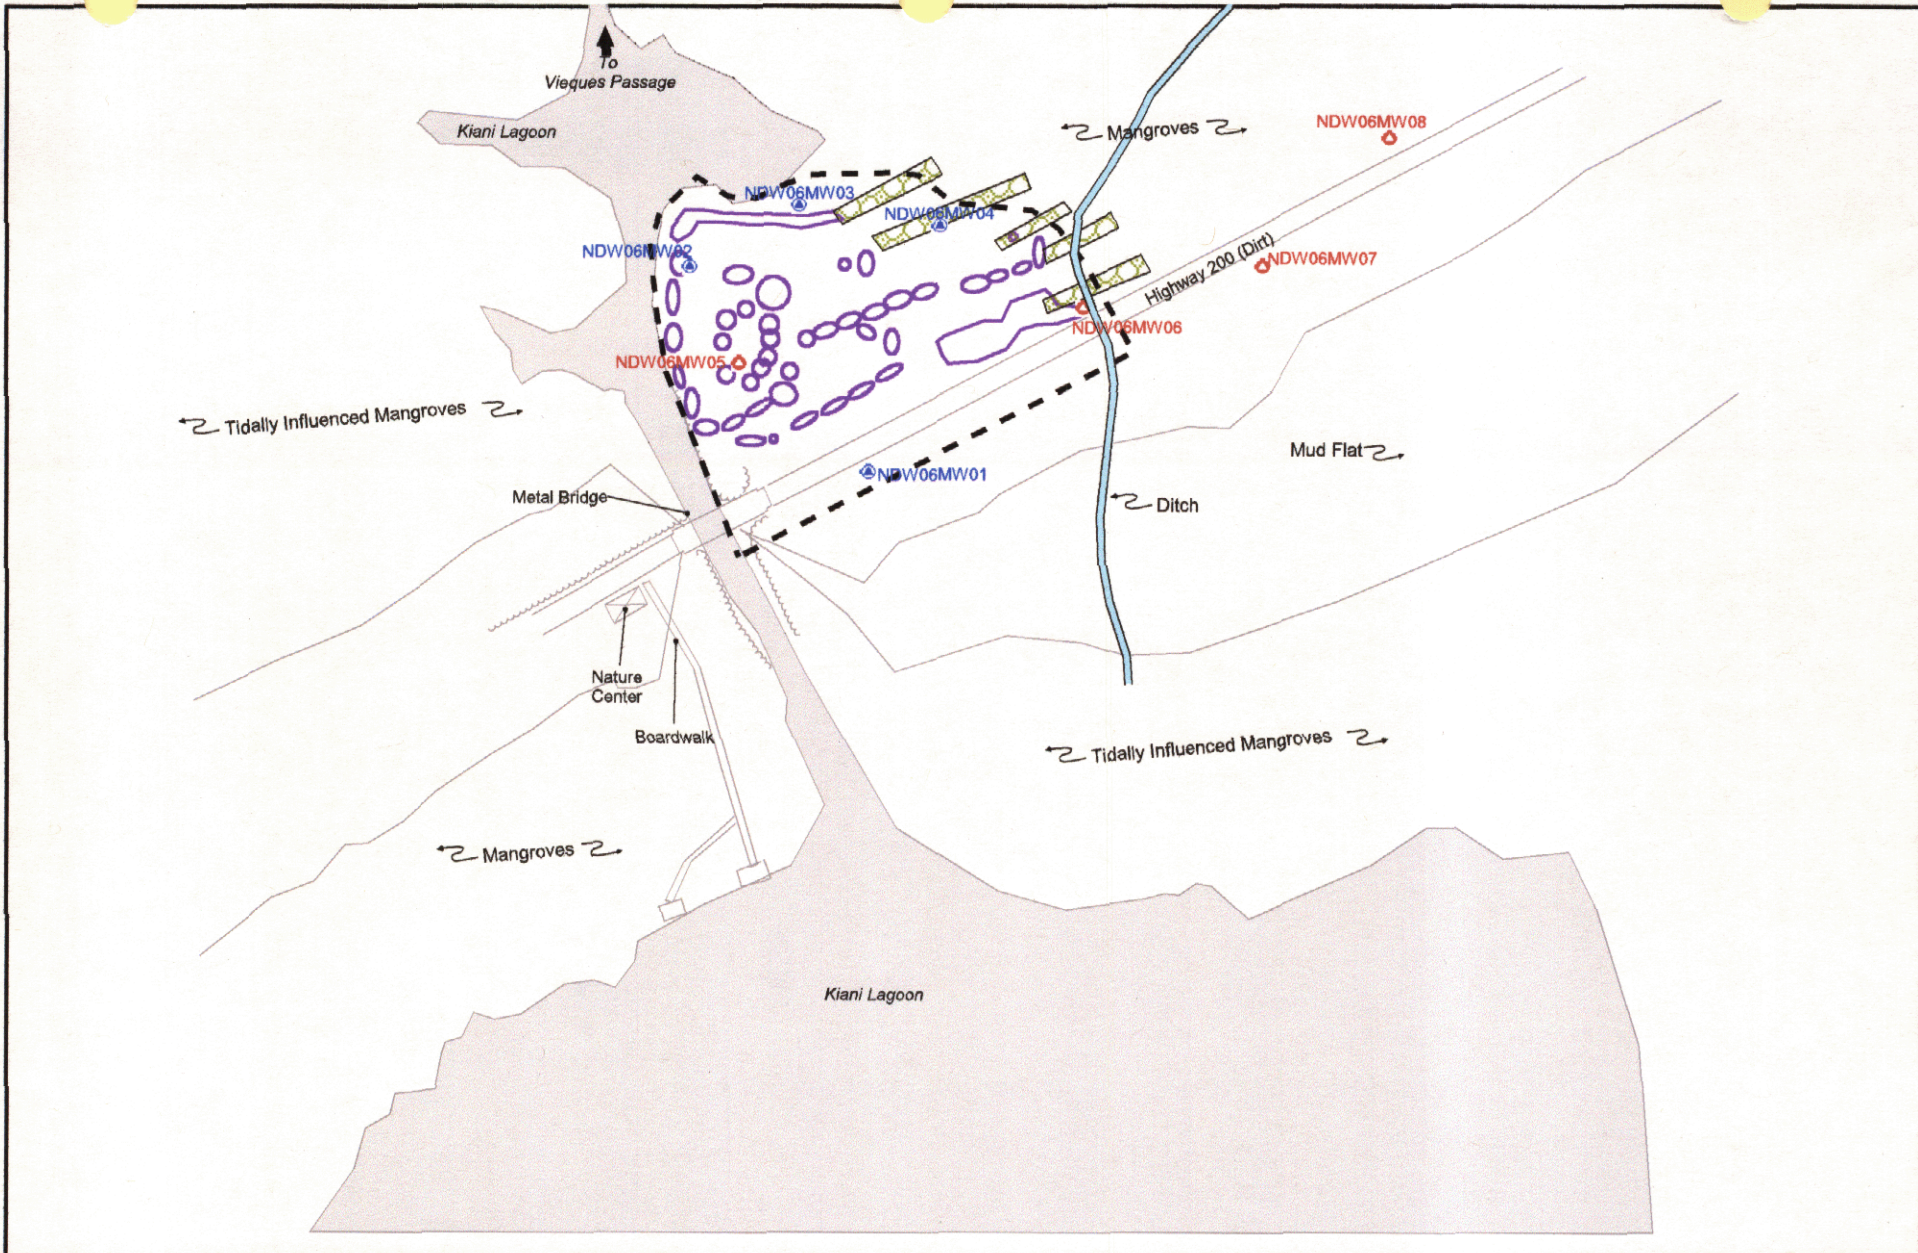 To
Vieques Passage
Kiani Lagoon
Mangroves
NDW06MW08
NDW06MW03
NDW06MW04
NDW06MW02
Highway 200 (Dirt)
NDW06MW07
NDW06MW06
NDW06MW05
Tidally Influenced Mangroves
Mud Flat
NDW06MW01
Metal Bridge
Ditch
Nature
Center
Boardwalk
Tidally Influenced Mangroves
Mangroves
Kiani Lagoon